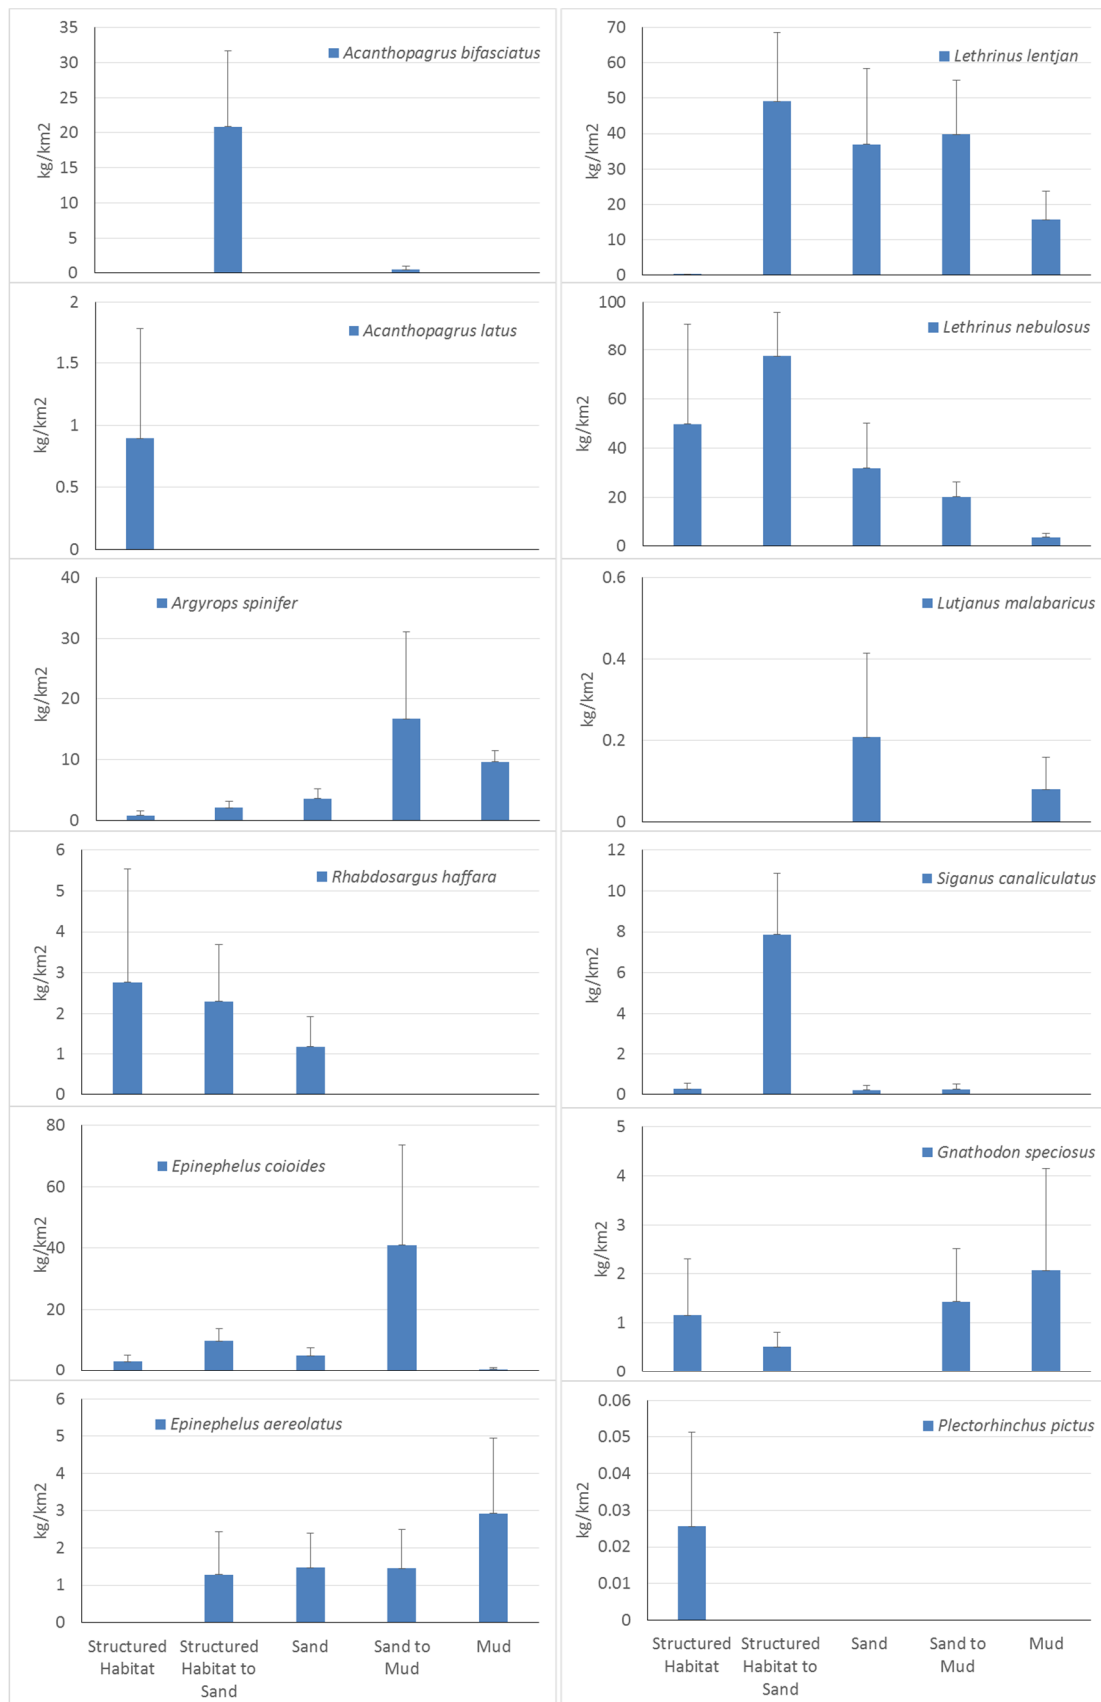 35
30
25
20
15
10
5
0
kg/km2
Acanthopagrus bifasciatus
2
1.5
1
0.5
0
kg/km2
Acanthopagrus latus
40
30
20
10
0
kg/km2
Argyrops spinifer
6
5
4
3
2
1
0
kg/km2
Rhabdosargus haffara
80
60
40
20
0
kg/km2
Epinephelus coioides
6
5
4
3
2
1
0
kg/km2
Epinephelus aereolatus
Structured
Habitat
Structured
Habitat to
Sand
Sand
Sand to
Mud
Mud
70
60
50
40
30
20
10
0
kg/km2
Lethrinus lentjan
100
80
60
40
20
0
kg/km2
Lethrinus nebulosus
0.6
0.4
0.2
0
kg/km2
Lutjanus malabaricus
12
10
8
6
4
2
0
kg/km2
Siganus canaliculatus
5
4
3
2
1
0
kg/km2
Gnathodon speciosus
0.06
0.05
0.04
0.03
0.02
0.01
0
kg/km2
Plectorhinchus pictus
Structured
Habitat
Structured
Habitat to
Sand
Sand
Sand to
Mud
Mud